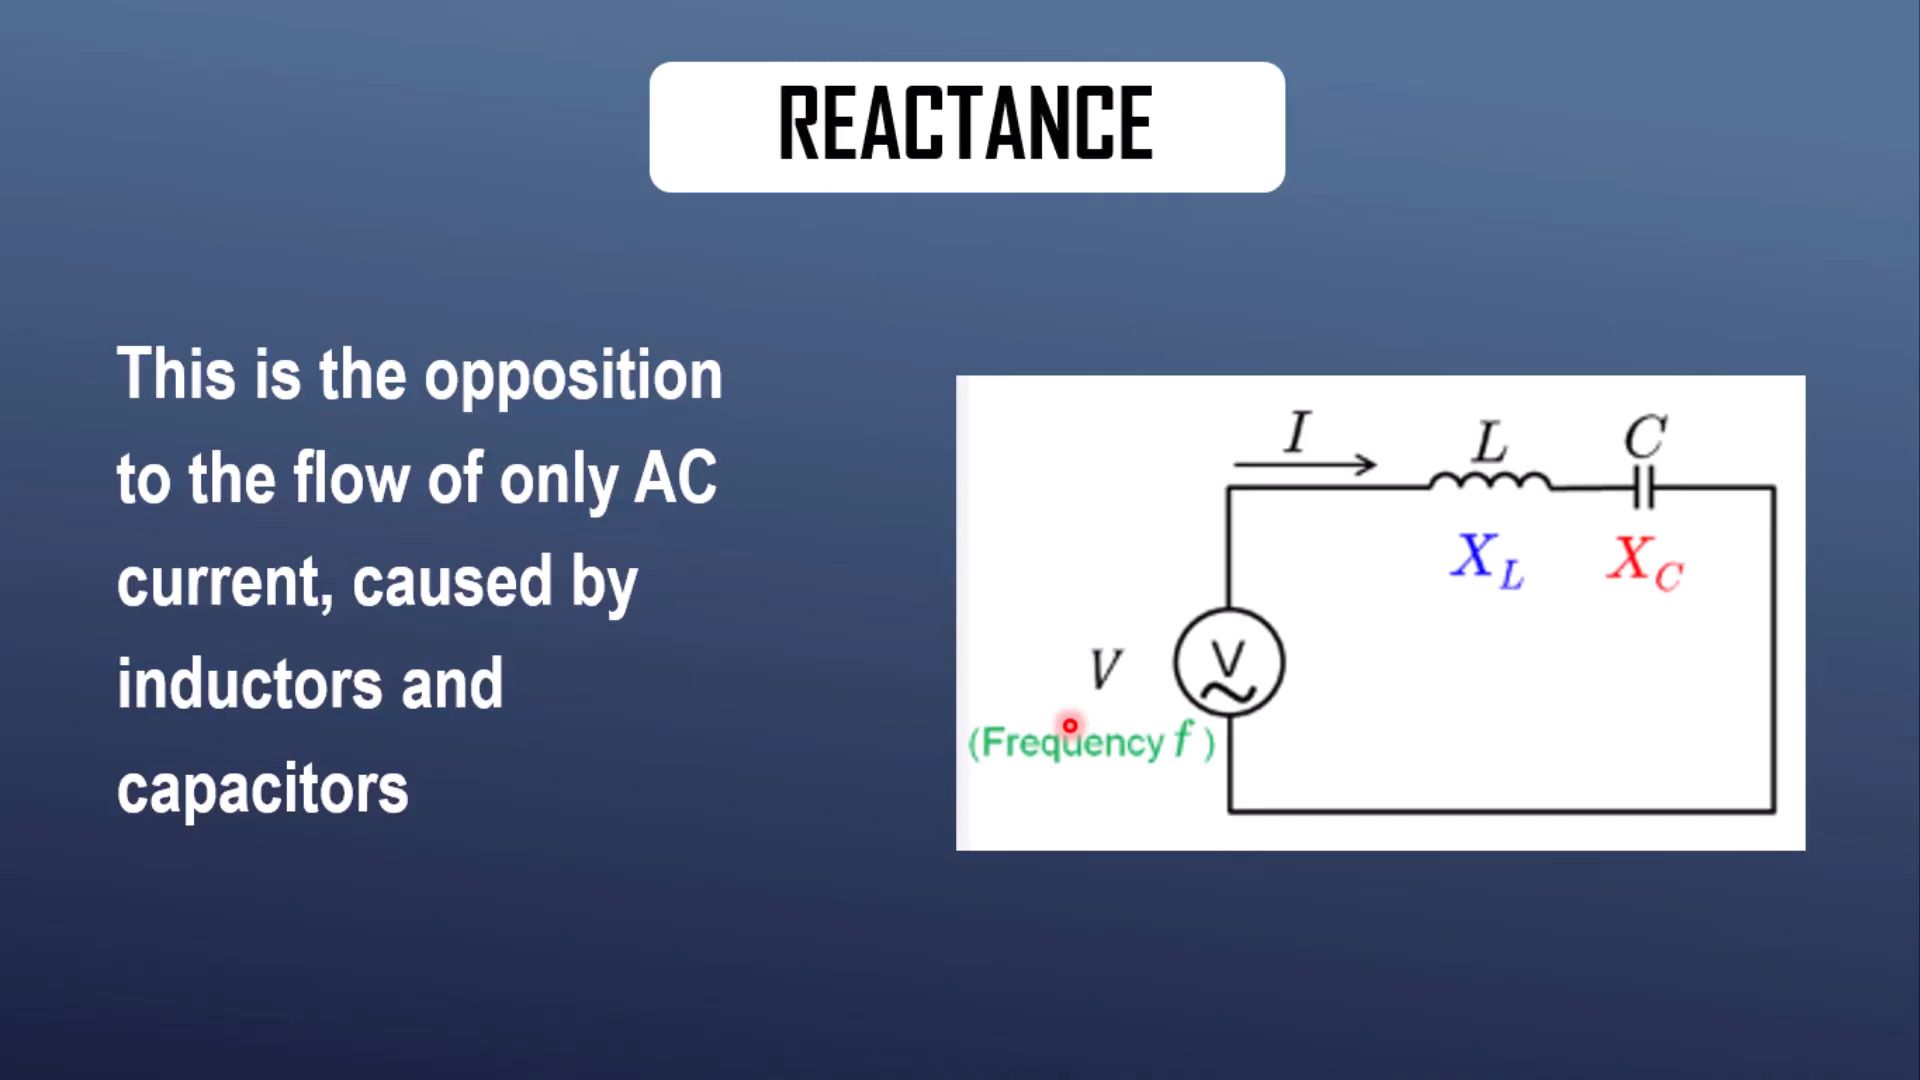 REACTANCE
This is the opposition
to the flow of only AC
current, caused by
inductors and
capacitors
I
L
C
X_L
X_C
V
V
(Frequency f )